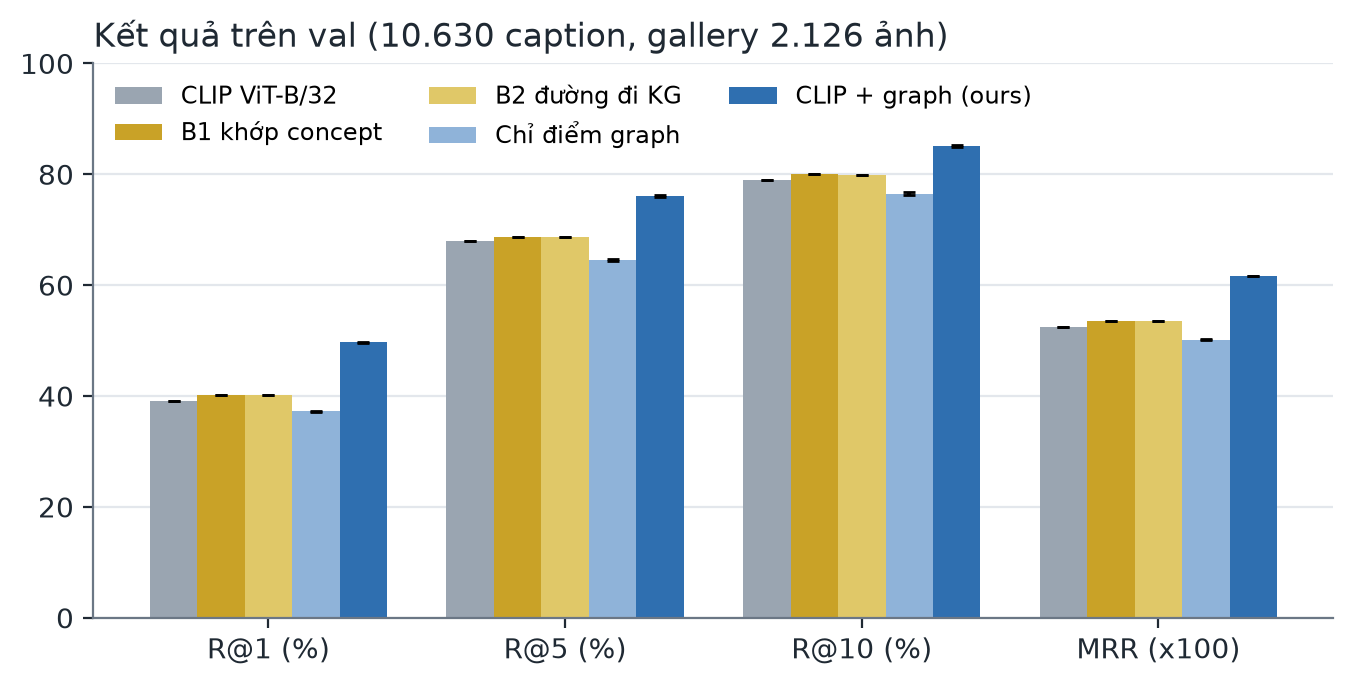 Kết quả trên val (10.630 caption, gallery 2.126 ảnh)
100
80
60
40
20
0
CLIP ViT-B/32
B1 khớp concept
B2 đường đi KG
Chỉ điểm graph
CLIP + graph (ours)
R@1 (%)
R@5 (%)
R@10 (%)
MRR (x100)